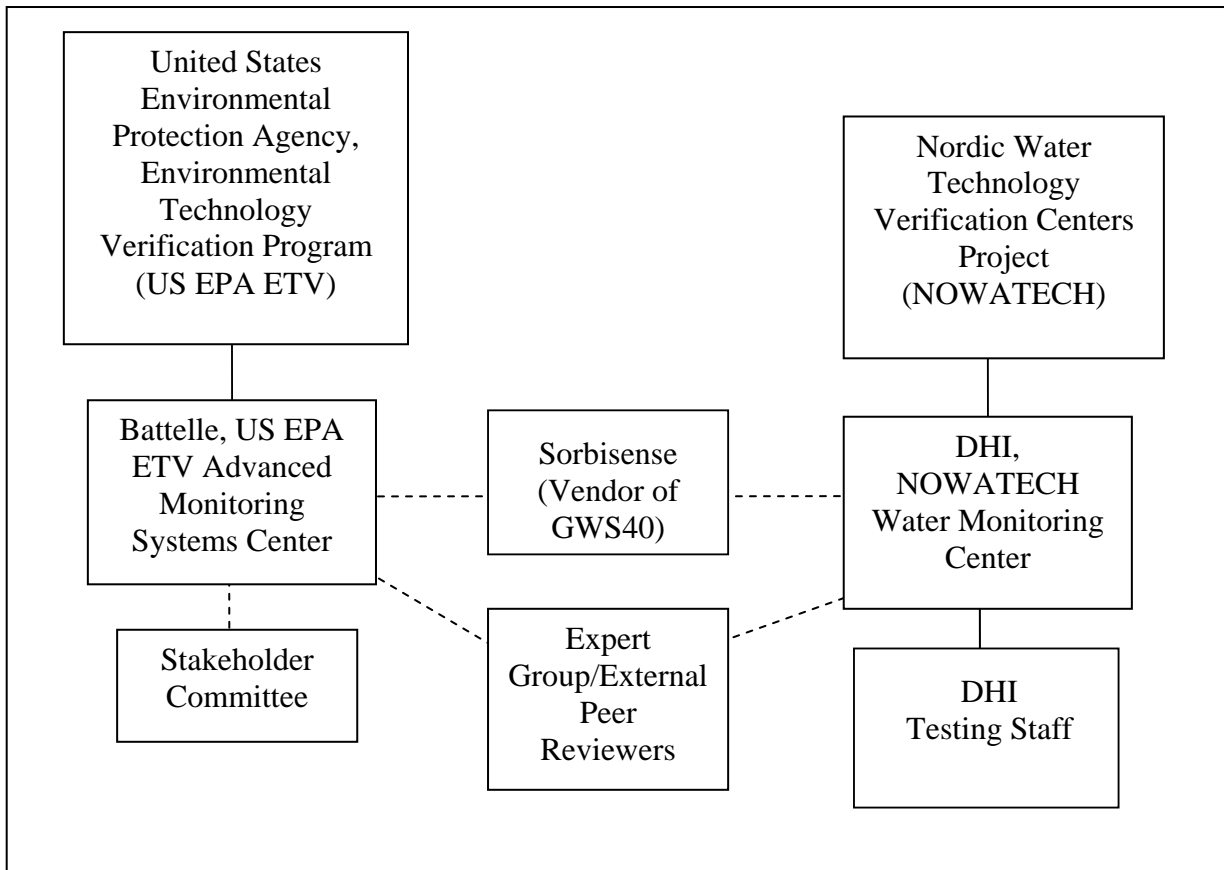 United States
Environmental
Protection Agency,
Environmental
Technology
Verification Program
(US EPA ETV)
Nordic Water
Technology
Verification Centers
Project
(NOWATECH)
Battelle, US EPA
ETV Advanced
Monitoring
Systems Center
Sorbisense
(Vendor of
GWS40)
DHI,
NOWATECH
Water Monitoring
Center
Stakeholder
Committee
Expert
Group/External
Peer
Reviewers
DHI
Testing Staff